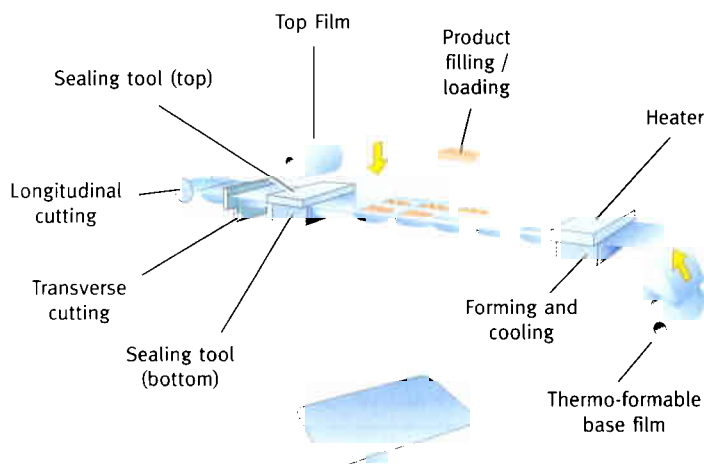 Top Film
Product
filling /
loading
Sealing tool (top)
Heater
Longitudinal
cutting
Transverse
cutting
Forming and
cooling
Sealing tool
(bottom)
Thermo-formable
base film